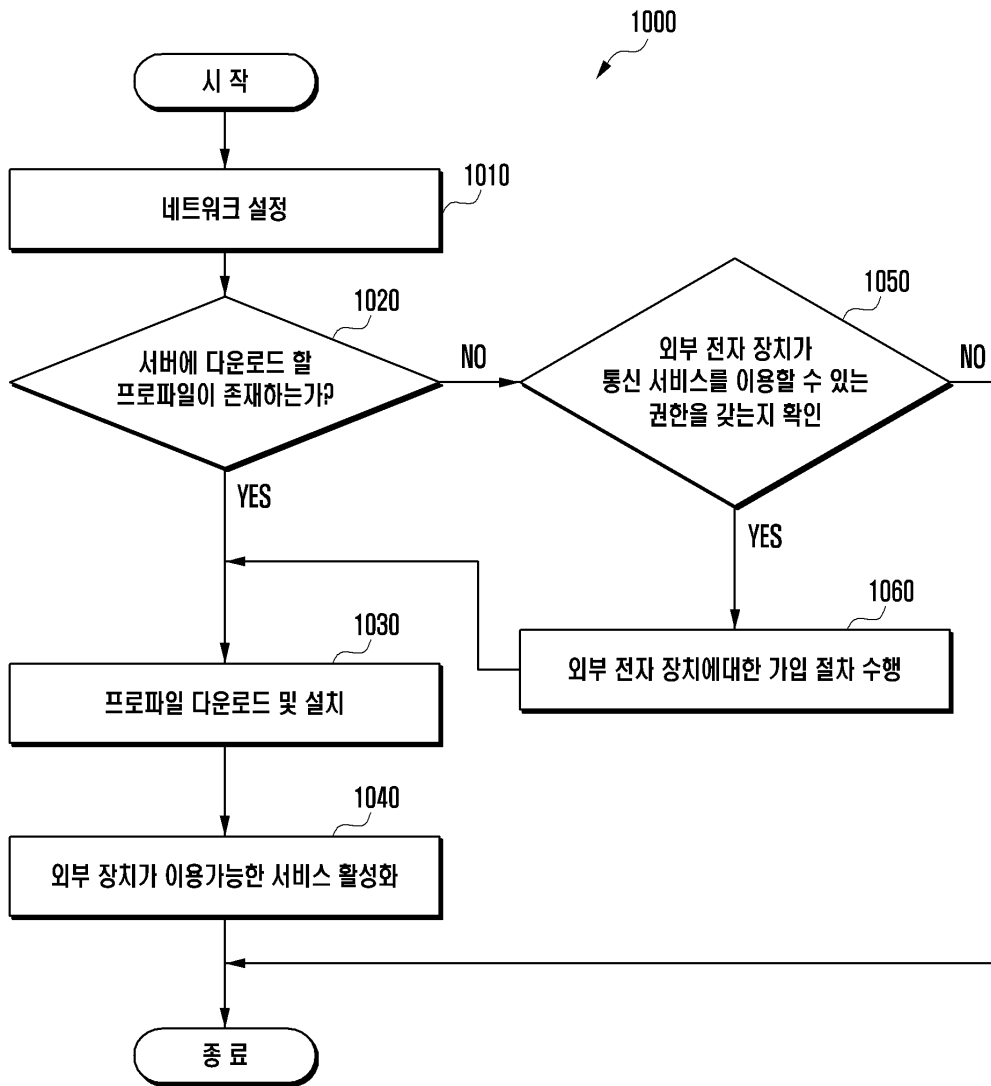 1000
시 작
1010
네트워크 설정
1020
서버에 다운로드 할
프로파일이 존재하는가?
NO
YES
1050
외부 전자 장치가
통신 서비스를 이용할 수 있는
권한을 갖는지 확인
NO
YES
1060
외부 전자 장치에대한 가입 절차 수행
1030
프로파일 다운로드 및 설치
1040
외부 장치가 이용가능한 서비스 활성화
종 료